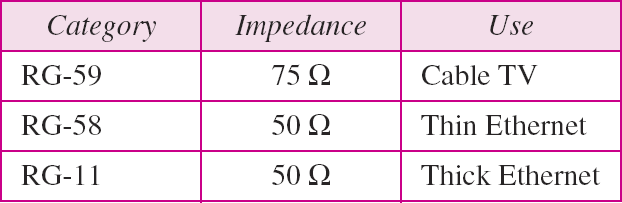 Category Impedance Use
RG-59 75 Ω Cable TV
RG-58 50 Ω Thin Ethernet
RG-11 50 Ω Thick Ethernet